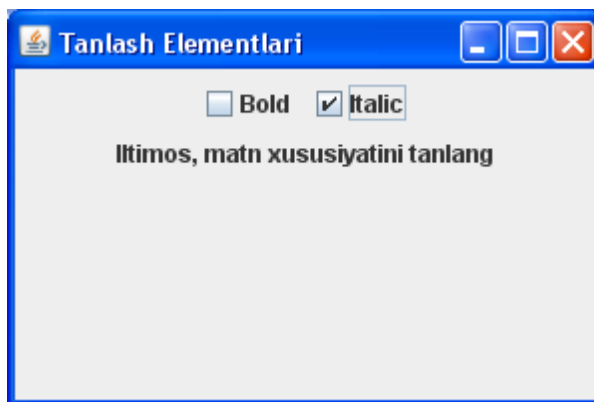 Tanlash Elementlari
Bold Italic
Iltimos, matn xususiyatini tanlang